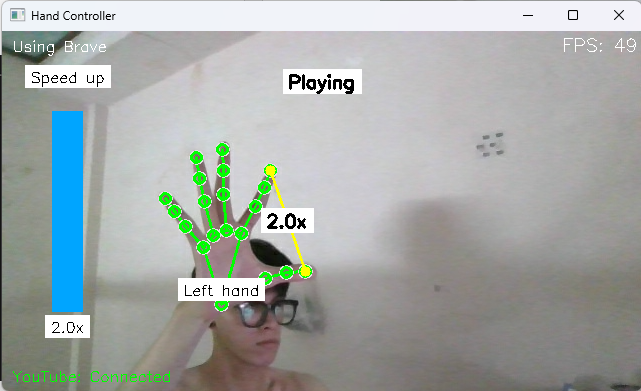 Hand Controller
Using Brave
FPS: 49
Speed up
Playing
2.0x
Left hand
2.0x
YouTube: Connected